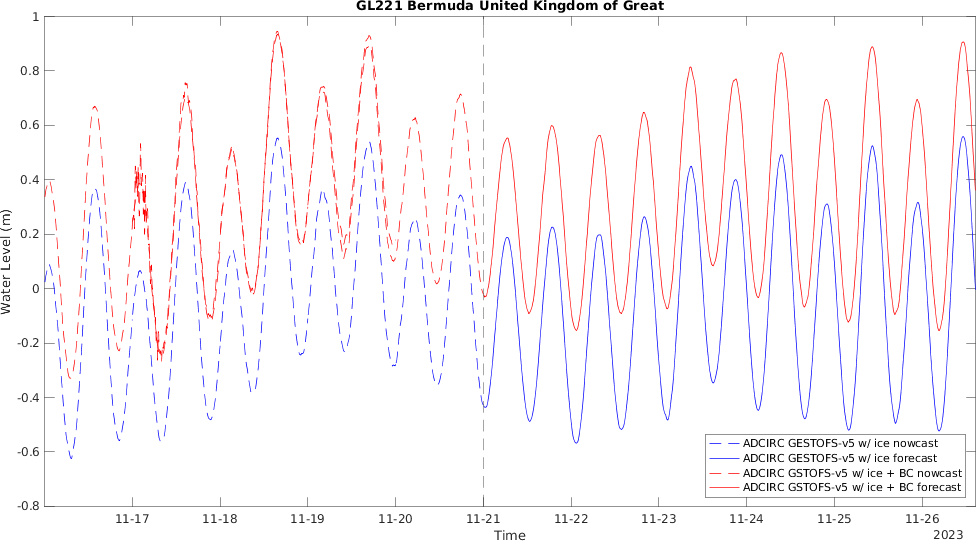 GL221 Bermuda United Kingdom of Great
Water Level (m)
1
0.8
0.6
0.4
0.2
0
-0.2
-0.4
-0.6
-0.8
ADCIRC GESTOFS-v5 w/ ice nowcast
ADCIRC GESTOFS-v5 w/ ice forecast
ADCIRC GSTOFS-v5 w/ ice + BC nowcast
ADCIRC GSTOFS-v5 w/ ice + BC forecast
11-17 11-18 11-19 11-20 11-21 11-22 11-23 11-24 11-25 11-26
Time
2023